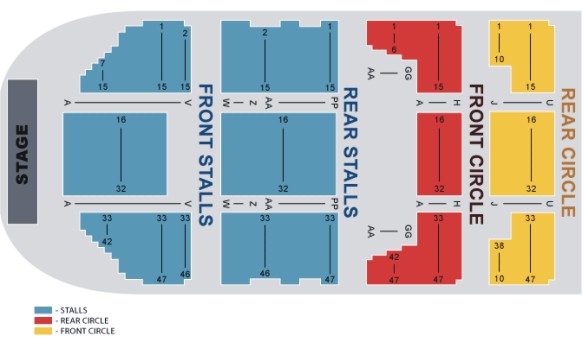 STAGE
FRONT STALLS
REAR STALLS
FRONT CIRCLE
REAR CIRCLE
1 2 2 1 1 1 1 1
7 6 10
15 15 15 15 15 15 15
AA — GG
A — V W — Z — AA — PP A — H J — U
16 16 16 16
32 32 32 32
A — V W — Z — AA — PP A — H J — U
33 33 33 33 33 33 33
AA — GG
42 42 38
47 46 46 47 47 10 47
- STALLS
- REAR CIRCLE
- FRONT CIRCLE